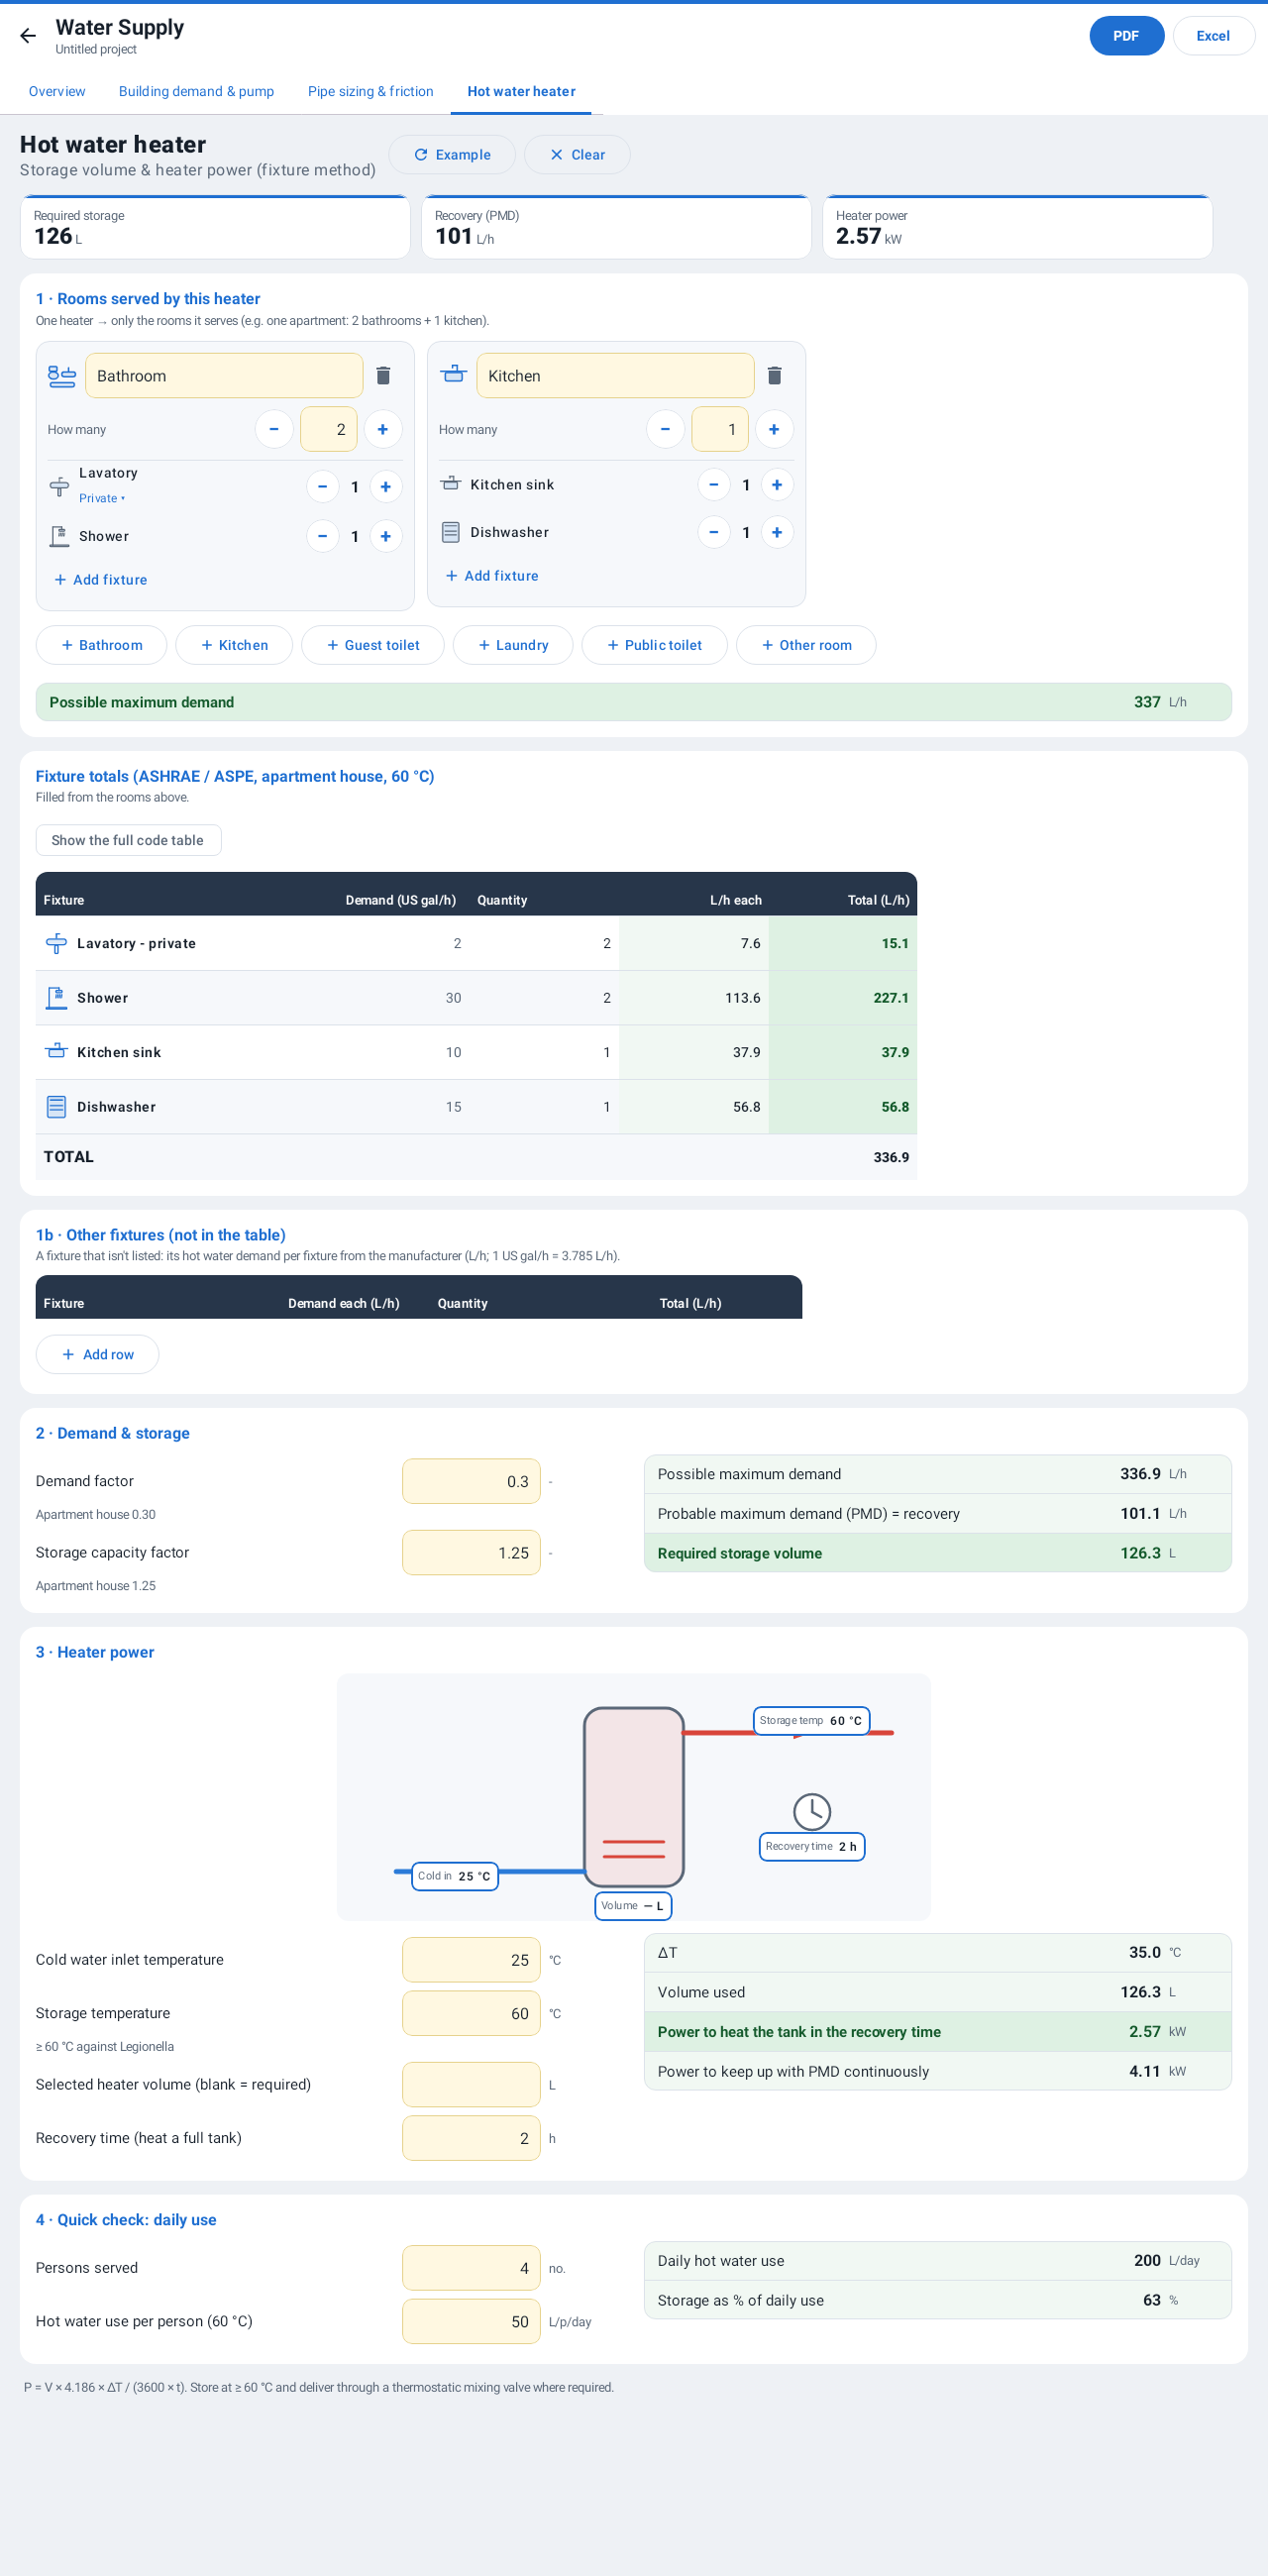 Water Supply
Untitled project
PDF
Excel
Overview
Building demand & pump
Pipe sizing & friction
Hot water heater
Hot water heater
Storage volume & heater power (fixture method)
Example
Clear
Required storage
126 L
Recovery (PMD)
101 L/h
Heater power
2.57 kW
1 · Rooms served by this heater
One heater → only the rooms it serves (e.g. one apartment: 2 bathrooms + 1 kitchen).
Bathroom
How many
− 2 +
Lavatory
Private ▾
− 1 +
Shower
− 1 +
+ Add fixture
Kitchen
How many
− 1 +
Kitchen sink
− 1 +
Dishwasher
− 1 +
+ Add fixture
+ Bathroom
+ Kitchen
+ Guest toilet
+ Laundry
+ Public toilet
+ Other room
Possible maximum demand 337 L/h
Fixture totals (ASHRAE / ASPE, apartment house, 60 °C)
Filled from the rooms above.
Show the full code table
Fixture Demand (US gal/h) Quantity L/h each Total (L/h)
Lavatory - private 2 2 7.6 15.1
Shower 30 2 113.6 227.1
Kitchen sink 10 1 37.9 37.9
Dishwasher 15 1 56.8 56.8
TOTAL 336.9
1b · Other fixtures (not in the table)
A fixture that isn't listed: its hot water demand per fixture from the manufacturer (L/h; 1 US gal/h = 3.785 L/h).
Fixture Demand each (L/h) Quantity Total (L/h)
+ Add row
2 · Demand & storage
Demand factor 0.3 -
Apartment house 0.30
Storage capacity factor 1.25 -
Apartment house 1.25
Possible maximum demand 336.9 L/h
Probable maximum demand (PMD) = recovery 101.1 L/h
Required storage volume 126.3 L
3 · Heater power
Storage temp 60 °C
Recovery time 2 h
Cold in 25 °C
Volume — L
Cold water inlet temperature 25 °C
Storage temperature 60 °C
≥ 60 °C against Legionella
Selected heater volume (blank = required) L
Recovery time (heat a full tank) 2 h
ΔT 35.0 °C
Volume used 126.3 L
Power to heat the tank in the recovery time 2.57 kW
Power to keep up with PMD continuously 4.11 kW
4 · Quick check: daily use
Persons served 4 no.
Hot water use per person (60 °C) 50 L/p/day
Daily hot water use 200 L/day
Storage as % of daily use 63 %
P = V × 4.186 × ΔT / (3600 × t). Store at ≥ 60 °C and deliver through a thermostatic mixing valve where required.